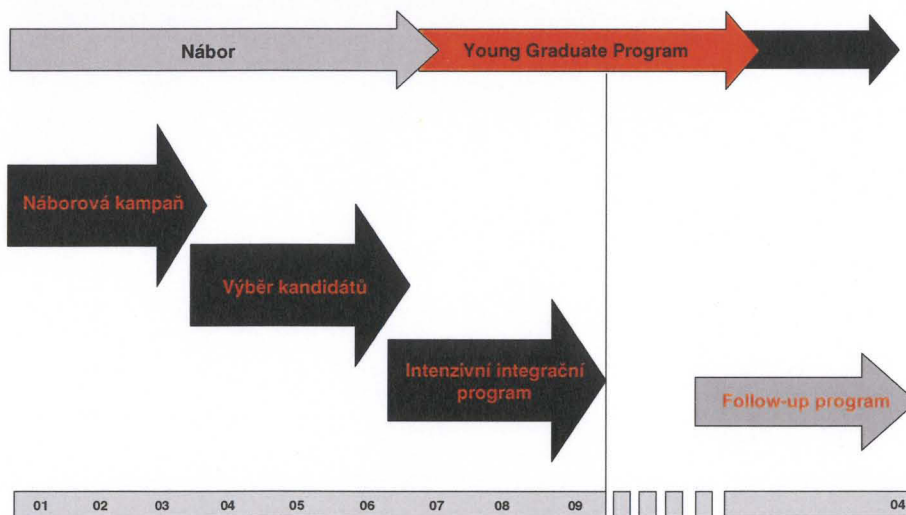 Nábor
Young Graduate Program
Náborová kampaň
Výběr kandidátů
Intenzivní integrační
program
Follow-up program
01 02 03 04 05 06 07 08 09 04